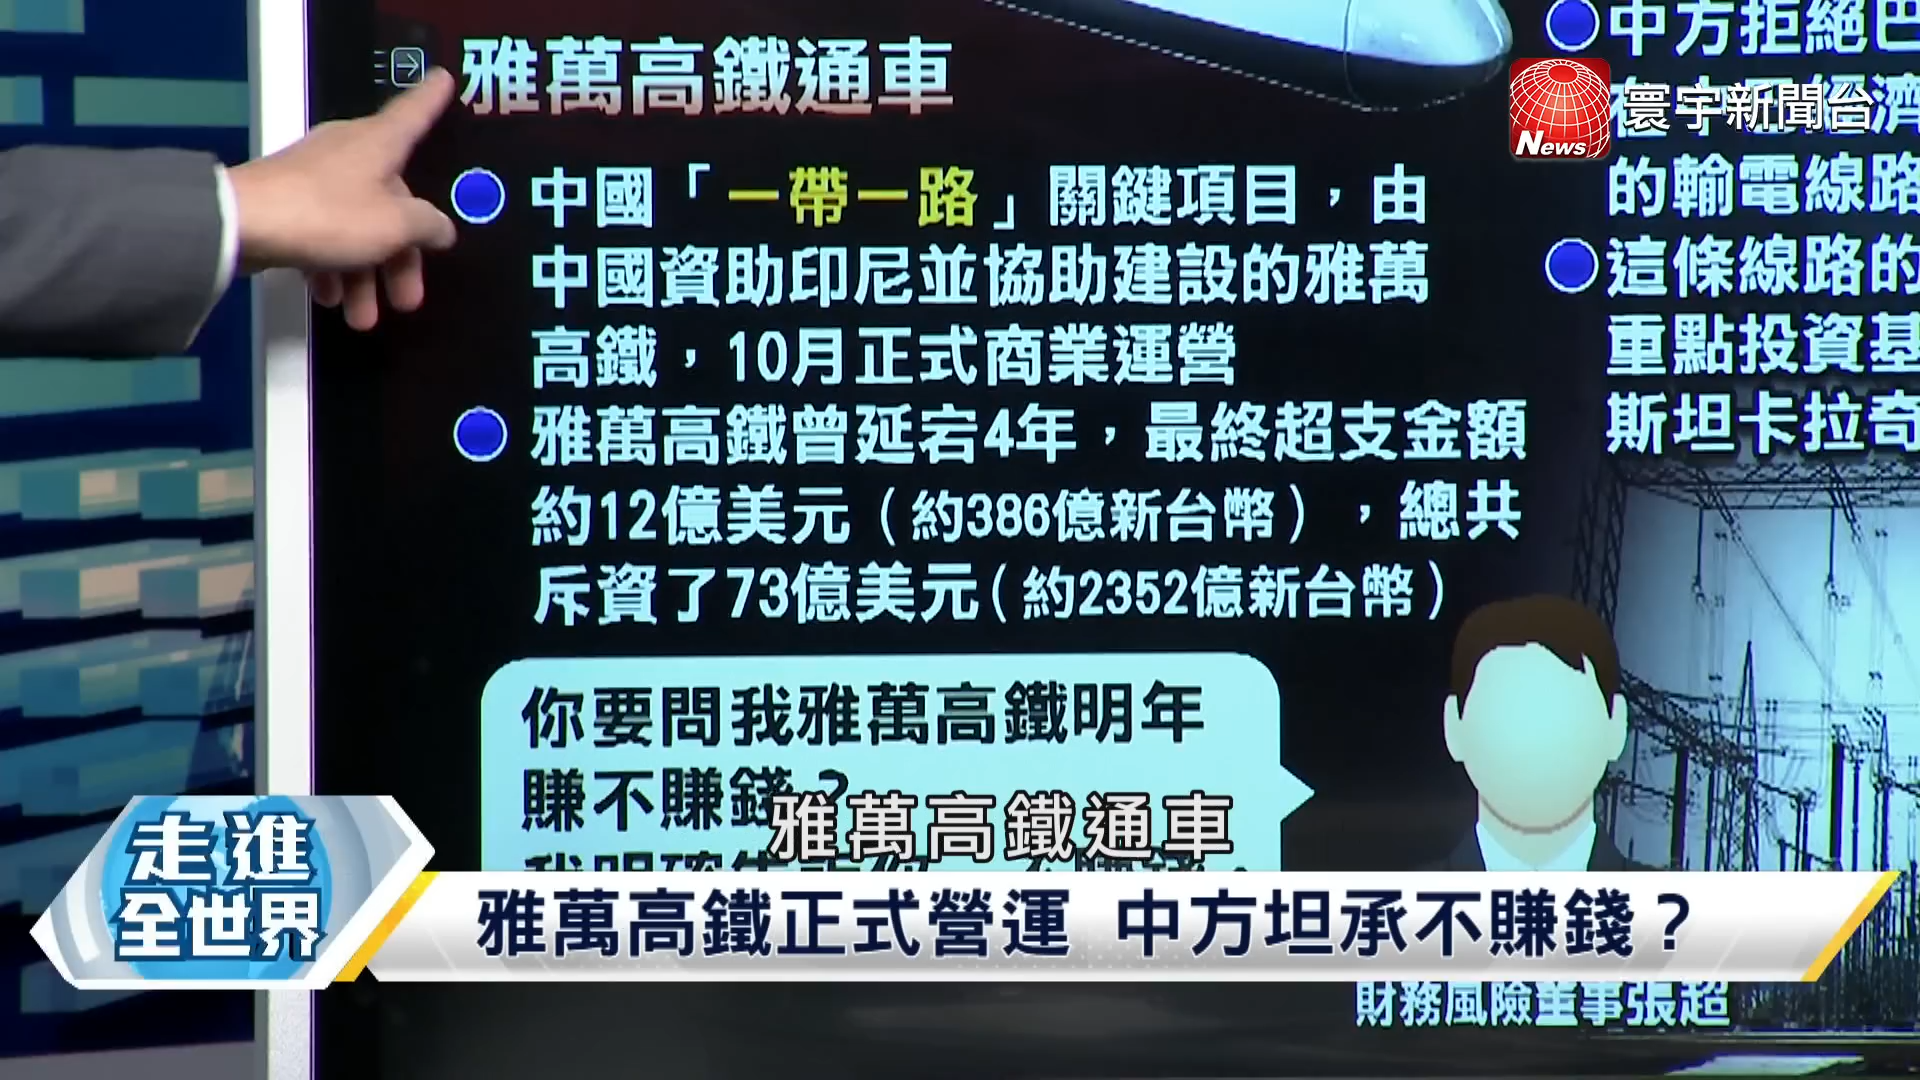 雅萬高鐵通車
中國「一帶一路」關鍵項目，由
中國資助印尼並協助建設的雅萬
高鐵，10月正式商業運營
雅萬高鐵曾延宕4年，最終超支金額
約12億美元（約386億新台幣），總共
斥資了73億美元（約2352億新台幣）
你要問我雅萬高鐵明年
賺不賺錢？
中方拒絕巴
的輸電線路
這條線路的
重點投資基
斯坦卡拉奇
寰宇新聞台
News
雅萬高鐵通車
走進
全世界
雅萬高鐵正式營運 中方坦承不賺錢？
財務風險董事張超